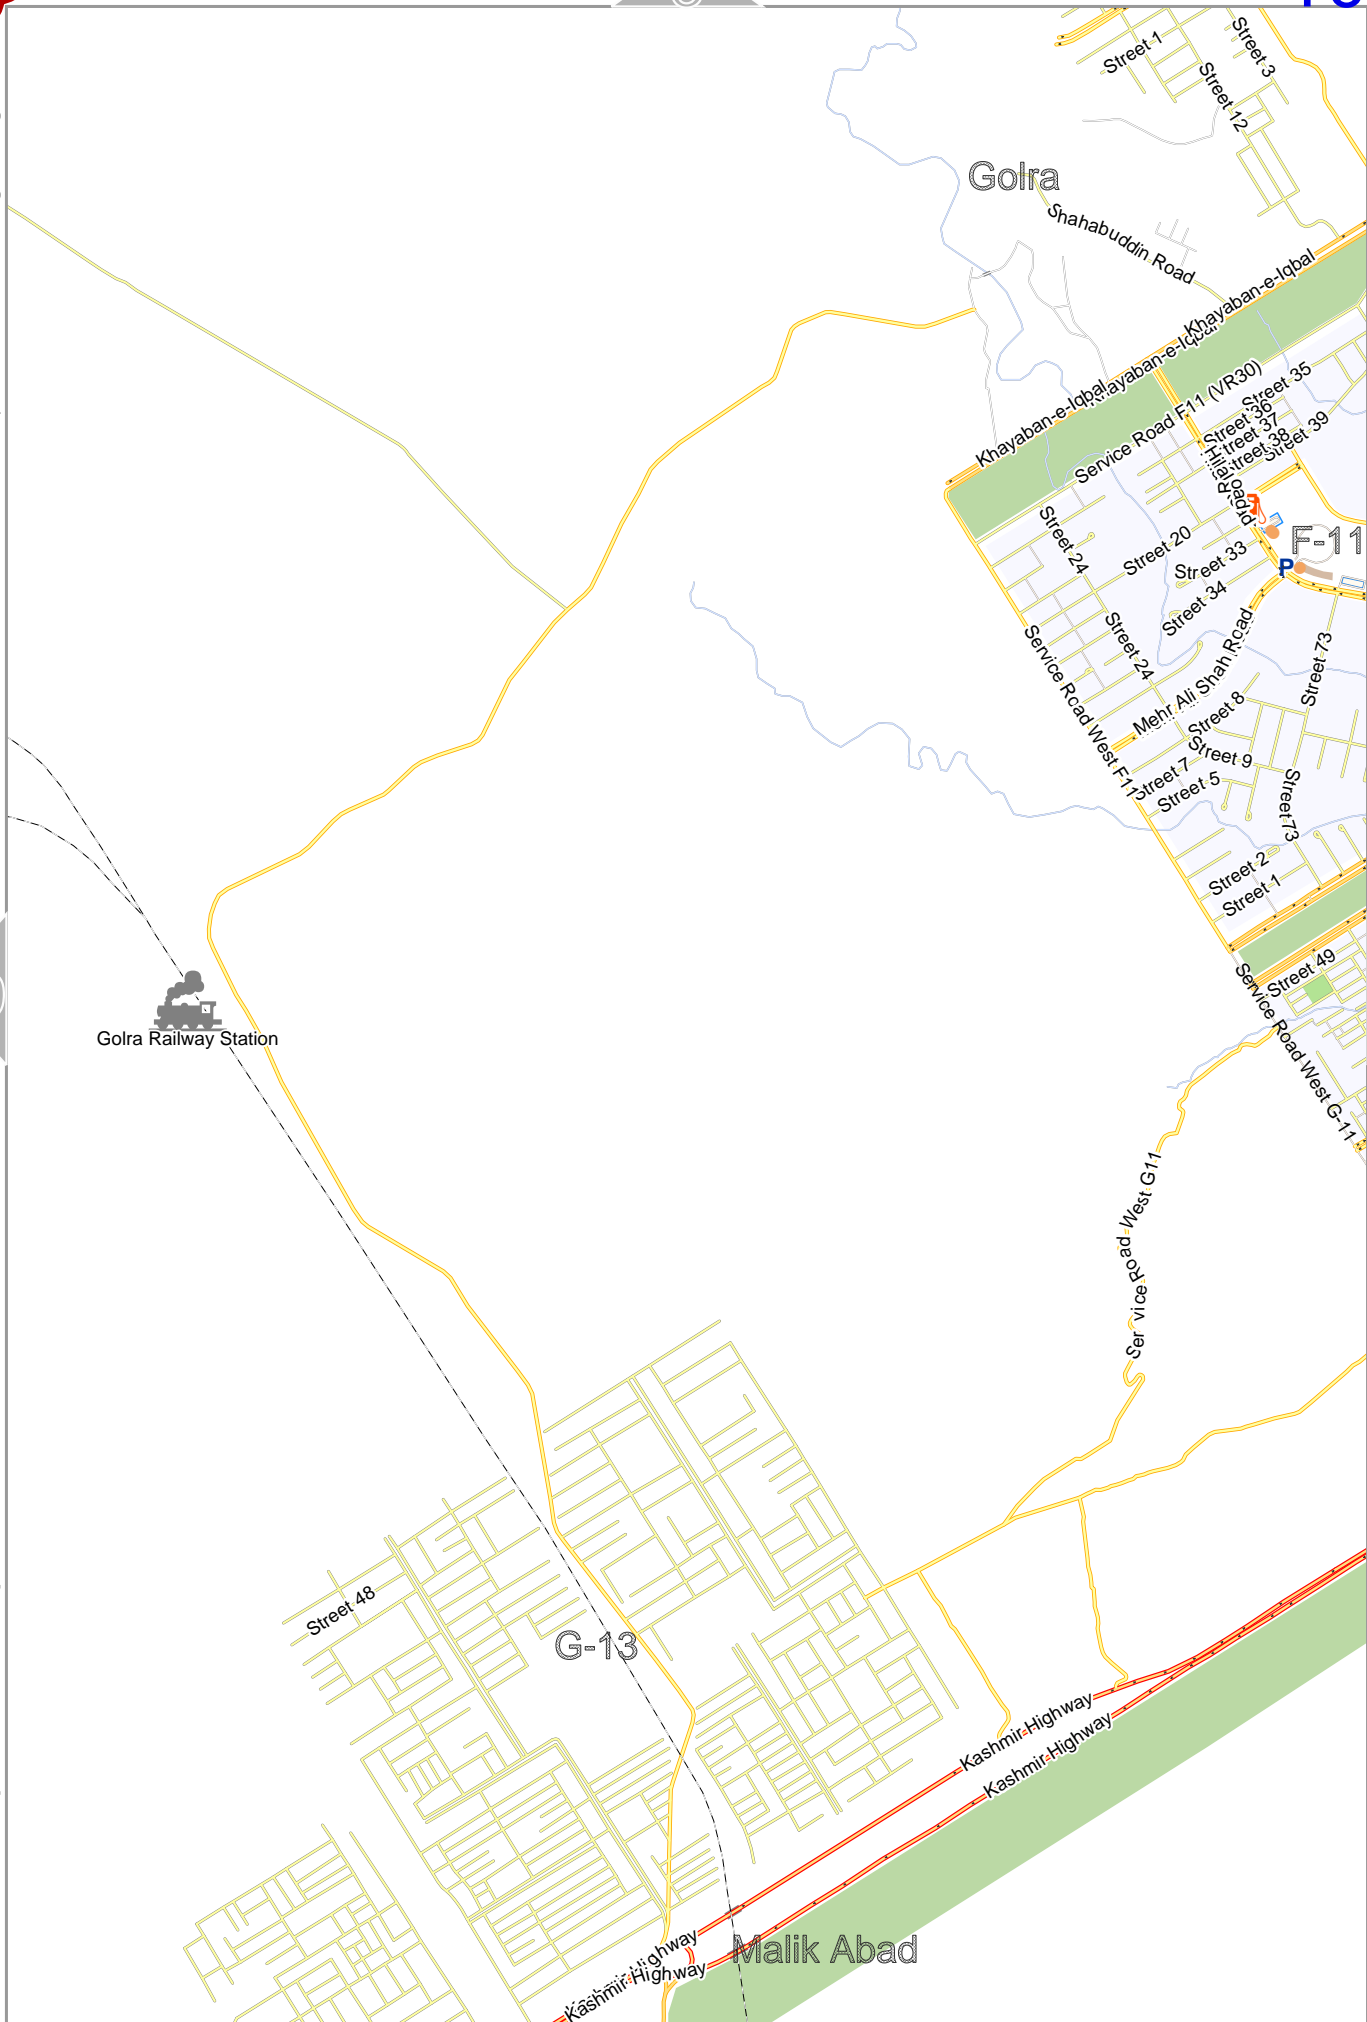 Street 1
Street 3
Street 12
Golra
Shahabuddin Road
Khayaban-e-Iqbal
Khayaban-e-Iqbal
Khayaban-e-Iqbal
Service Road F11 (VR30)
Street 35
Street 36
Street 37
Street 38
Street 39
Street 24
Street 20
Street 33
Street 34
F-11
P
Street 24
Service Road West F11
Mehr Ali Shah Road
Street 73
Street 8
Street 9
Street 7
Street 5
Street 73
Street 2
Street 1
Street 49
Service Road West G-11
Golra Railway Station
Service Road West G11
Street 48
G-13
Kashmir Highway
Kashmir Highway
Malik Abad
Kashmir Highway
Kashmir Highway